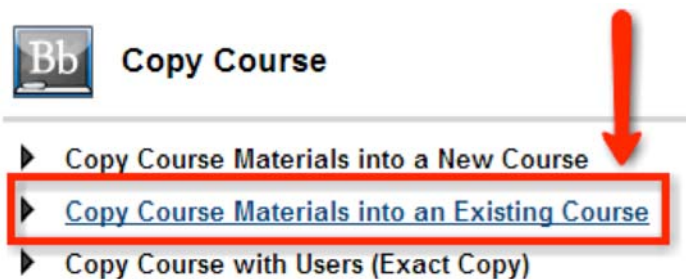 Bb
Copy Course
Copy Course Materials into a New Course
Copy Course Materials into an Existing Course
Copy Course with Users (Exact Copy)